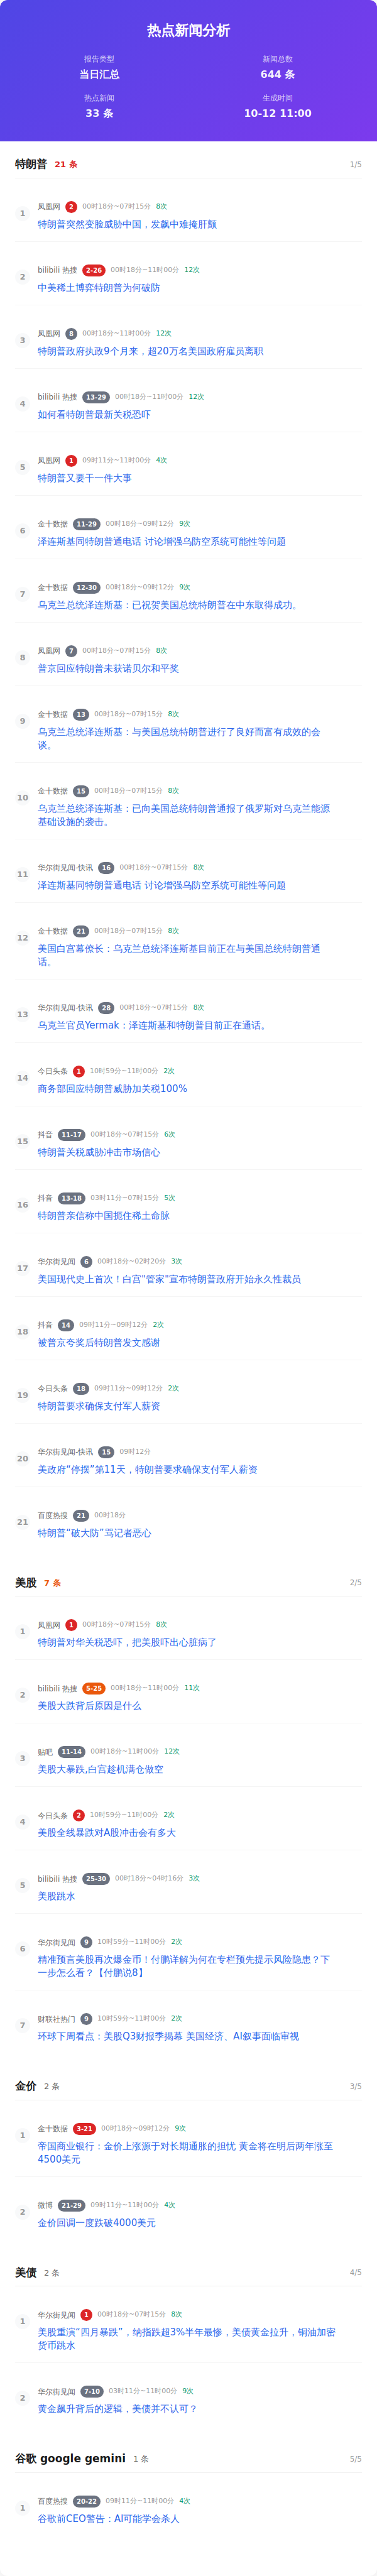 热点新闻分析
报告类型
新闻总数
当日汇总
644 条
热点新闻
生成时间
33 条
10-12 11:00
特朗普 21 条 1/5
1
凤凰网 2 00时18分~07时15分 8次
特朗普突然变脸威胁中国，发飙中难掩肝颤
2
bilibili 热搜 2-26 00时18分~11时00分 12次
中美稀土博弈特朗普为何破防
3
凤凰网 8 00时18分~11时00分 12次
特朗普政府执政9个月来，超20万名美国政府雇员离职
4
bilibili 热搜 13-29 00时18分~11时00分 12次
如何看特朗普最新关税恐吓
5
凤凰网 1 09时11分~11时00分 4次
特朗普又要干一件大事
6
金十数据 11-29 00时18分~09时12分 9次
泽连斯基同特朗普通电话 讨论增强乌防空系统可能性等问题
7
金十数据 12-30 00时18分~09时12分 9次
乌克兰总统泽连斯基：已祝贺美国总统特朗普在中东取得成功。
8
凤凰网 7 00时18分~07时15分 8次
普京回应特朗普未获诺贝尔和平奖
9
金十数据 13 00时18分~07时15分 8次
乌克兰总统泽连斯基：与美国总统特朗普进行了良好而富有成效的会
谈。
10
金十数据 15 00时18分~07时15分 8次
乌克兰总统泽连斯基：已向美国总统特朗普通报了俄罗斯对乌克兰能源
基础设施的袭击。
11
华尔街见闻-快讯 16 00时18分~07时15分 8次
泽连斯基同特朗普通电话 讨论增强乌防空系统可能性等问题
12
金十数据 21 00时18分~07时15分 8次
美国白宫幕僚长：乌克兰总统泽连斯基目前正在与美国总统特朗普通
话。
13
华尔街见闻-快讯 28 00时18分~07时15分 8次
乌克兰官员Yermak：泽连斯基和特朗普目前正在通话。
14
今日头条 1 10时59分~11时00分 2次
商务部回应特朗普威胁加关税100%
15
抖音 11-17 00时18分~07时15分 6次
特朗普关税威胁冲击市场信心
16
抖音 13-18 03时11分~07时15分 5次
特朗普亲信称中国扼住稀土命脉
17
华尔街见闻 6 00时18分~02时20分 3次
美国现代史上首次！白宫"管家"宣布特朗普政府开始永久性裁员
18
抖音 14 09时11分~09时12分 2次
被普京夸奖后特朗普发文感谢
19
今日头条 18 09时11分~09时12分 2次
特朗普要求确保支付军人薪资
20
华尔街见闻-快讯 15 09时12分
美政府“停摆”第11天，特朗普要求确保支付军人薪资
21
百度热搜 21 00时18分
特朗普“破大防”骂记者恶心
美股 7 条 2/5
1
凤凰网 1 00时18分~07时15分 8次
特朗普对华关税恐吓，把美股吓出心脏病了
2
bilibili 热搜 5-25 00时18分~11时00分 11次
美股大跌背后原因是什么
3
贴吧 11-14 00时18分~11时00分 12次
美股大暴跌,白宫趁机满仓做空
4
今日头条 2 10时59分~11时00分 2次
美股全线暴跌对A股冲击会有多大
5
bilibili 热搜 25-30 00时18分~04时16分 3次
美股跳水
6
华尔街见闻 9 10时59分~11时00分 2次
精准预言美股再次爆金币！付鹏详解为何在专栏预先提示风险隐患？下
一步怎么看？【付鹏说8】
7
财联社热门 9 10时59分~11时00分 2次
环球下周看点：美股Q3财报季揭幕 美国经济、AI叙事面临审视
金价 2 条 3/5
1
金十数据 3-21 00时18分~09时12分 9次
帝国商业银行：金价上涨源于对长期通胀的担忧 黄金将在明后两年涨至
4500美元
2
微博 21-29 09时11分~11时00分 4次
金价回调一度跌破4000美元
美债 2 条 4/5
1
华尔街见闻 1 00时18分~07时15分 8次
美股重演“四月暴跌”，纳指跌超3%半年最惨，美债黄金拉升，铜油加密
货币跳水
2
华尔街见闻 7-10 03时11分~11时00分 9次
黄金飙升背后的逻辑，美债并不认可？
谷歌 google gemini 1 条 5/5
1
百度热搜 20-22 09时11分~11时00分 4次
谷歌前CEO警告：AI可能学会杀人